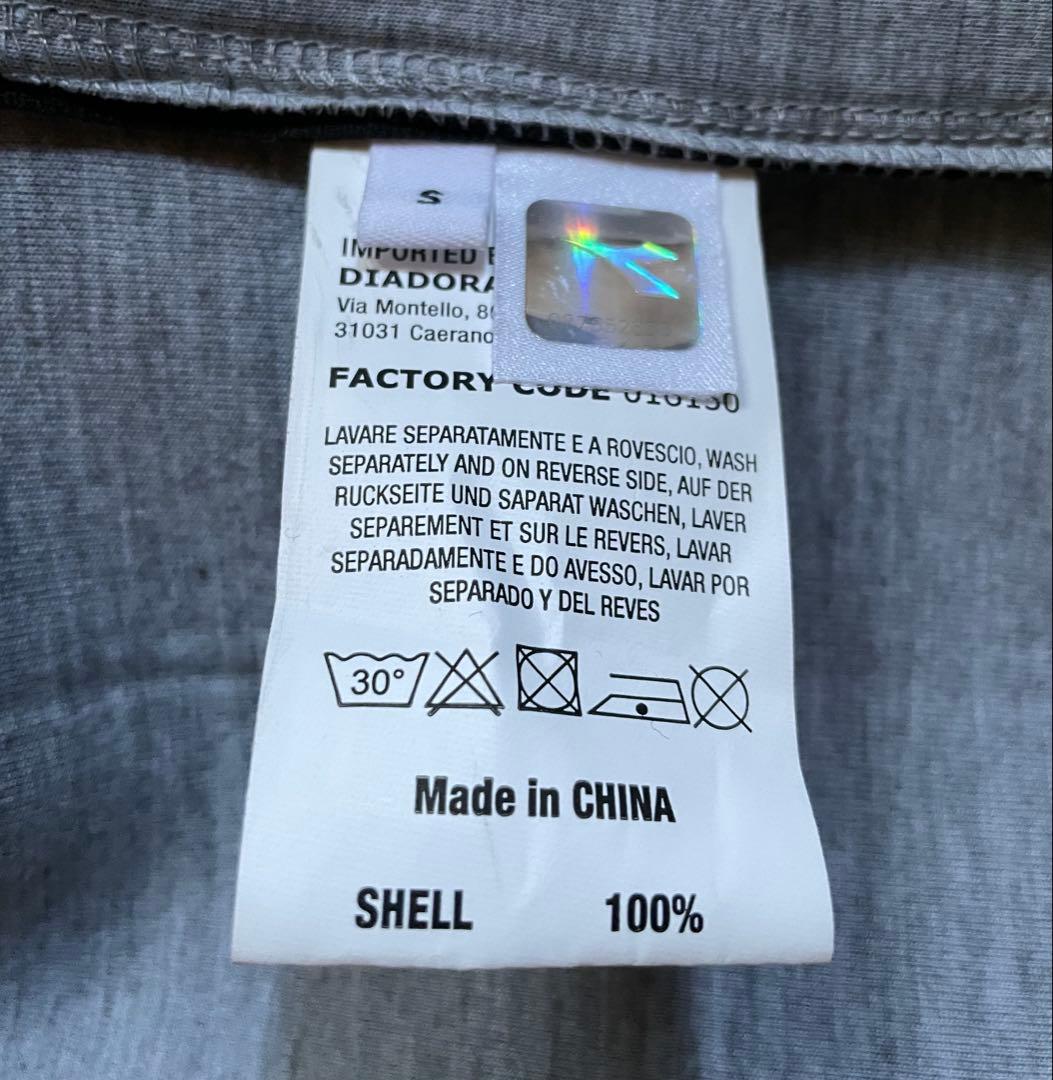 S
IMPORTED
DIADORA
Via Montello,
31031 Caerano
FACTORY CODE
LAVARE SEPARATAMENTE E A ROVESCIO, WASH
SEPARATELY AND ON REVERSE SIDE, AUF DER
RUCKSEITE UND SAPARAT WASCHEN, LAVER
SEPAREMENT ET SUR LE REVERS, LAVAR
SEPARADAMENTE E DO AVESSO, LAVAR POR
SEPARADO Y DEL REVES
30°
Made in CHINA
SHELL 100%